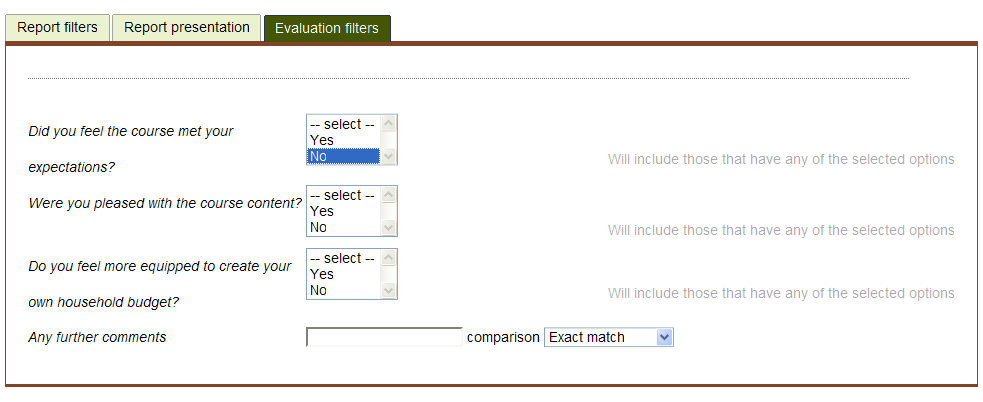 Report filters Report presentation Evaluation filters
Did you feel the course met your
expectations?
-- select --
Yes
No
Will include those that have any of the selected options
Were you pleased with the course content?
-- select --
Yes
No
Will include those that have any of the selected options
Do you feel more equipped to create your
own household budget?
-- select --
Yes
No
Will include those that have any of the selected options
Any further comments comparison Exact match